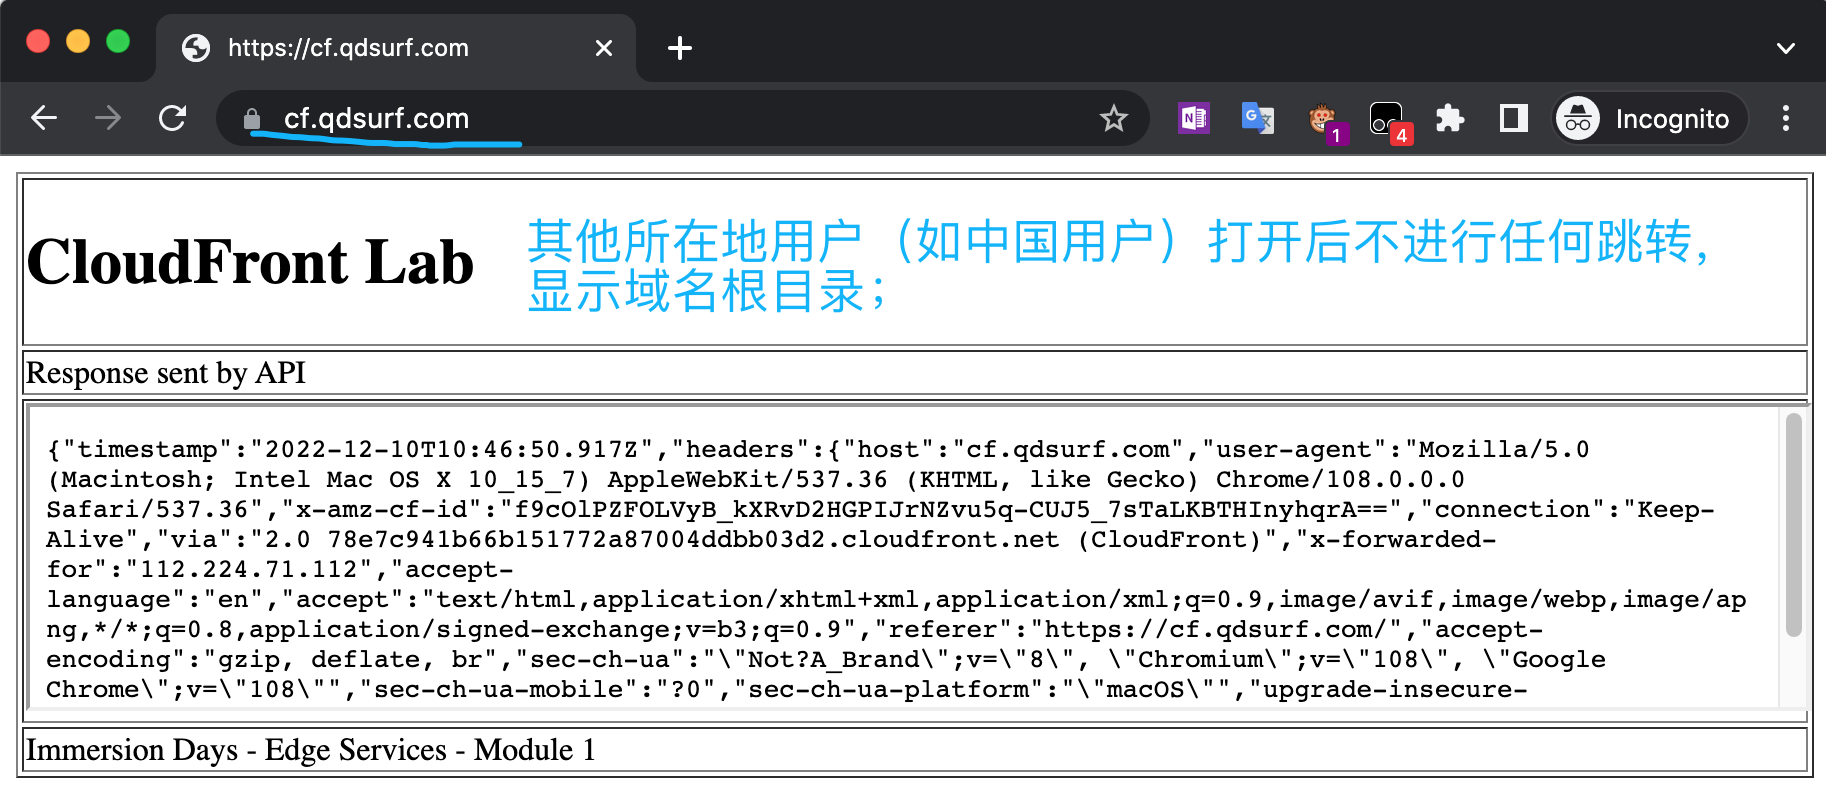 https://cf.qdsurf.com
cf.qdsurf.com
1
4
Incognito
CloudFront Lab
其他所在地用户（如中国用户）打开后不进行任何跳转，
显示域名根目录；
Response sent by API
{"timestamp":"2022-12-10T10:46:50.917Z","headers":{"host":"cf.qdsurf.com","user-agent":"Mozilla/5.0
(Macintosh; Intel Mac OS X 10_15_7) AppleWebKit/537.36 (KHTML, like Gecko) Chrome/108.0.0.0
Safari/537.36","x-amz-cf-id":"f9cOlPZFOLVyB_kXRvD2HGPIJrNZvu5q-CUJ5_7sTaLKBTHInyhqrA==","connection":"Keep-
Alive","via":"2.0 78e7c941b66b151772a87004ddbb03d2.cloudfront.net (CloudFront)","x-forwarded-
for":"112.224.71.112","accept-
language":"en","accept":"text/html,application/xhtml+xml,application/xml;q=0.9,image/avif,image/webp,image/ap
ng,*/*;q=0.8,application/signed-exchange;v=b3;q=0.9","referer":"https://cf.qdsurf.com/","accept-
encoding":"gzip, deflate, br","sec-ch-ua":"\"Not?A_Brand\";v=\"8\", \"Chromium\";v=\"108\", \"Google
Chrome\";v=\"108\"","sec-ch-ua-mobile":"?0","sec-ch-ua-platform":"\"macOS\"","upgrade-insecure-
Immersion Days - Edge Services - Module 1